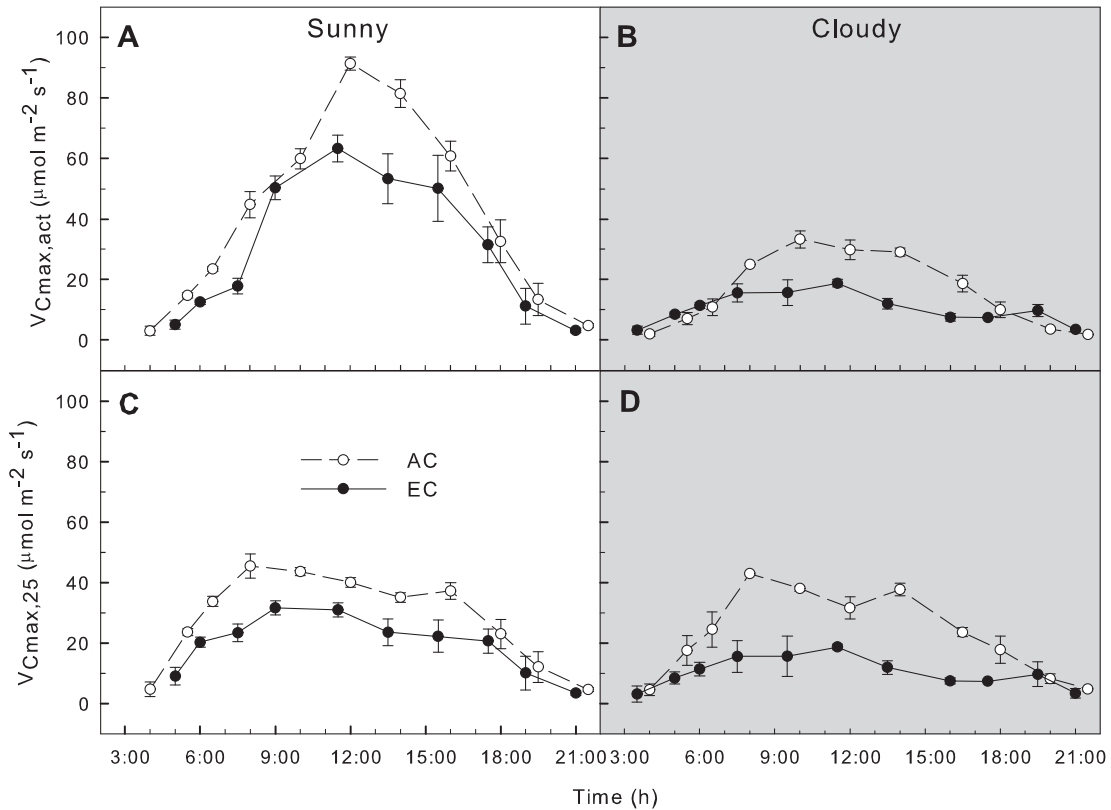 A
Sunny
B
Cloudy
VCmax,act (μmol m-2 s-1)
100
80
60
40
20
0
C
D
AC
EC
VCmax,25 (μmol m-2 s-1)
100
80
60
40
20
0
3:00 6:00 9:00 12:00 15:00 18:00 21:00 3:00 6:00 9:00 12:00 15:00 18:00 21:00
Time (h)